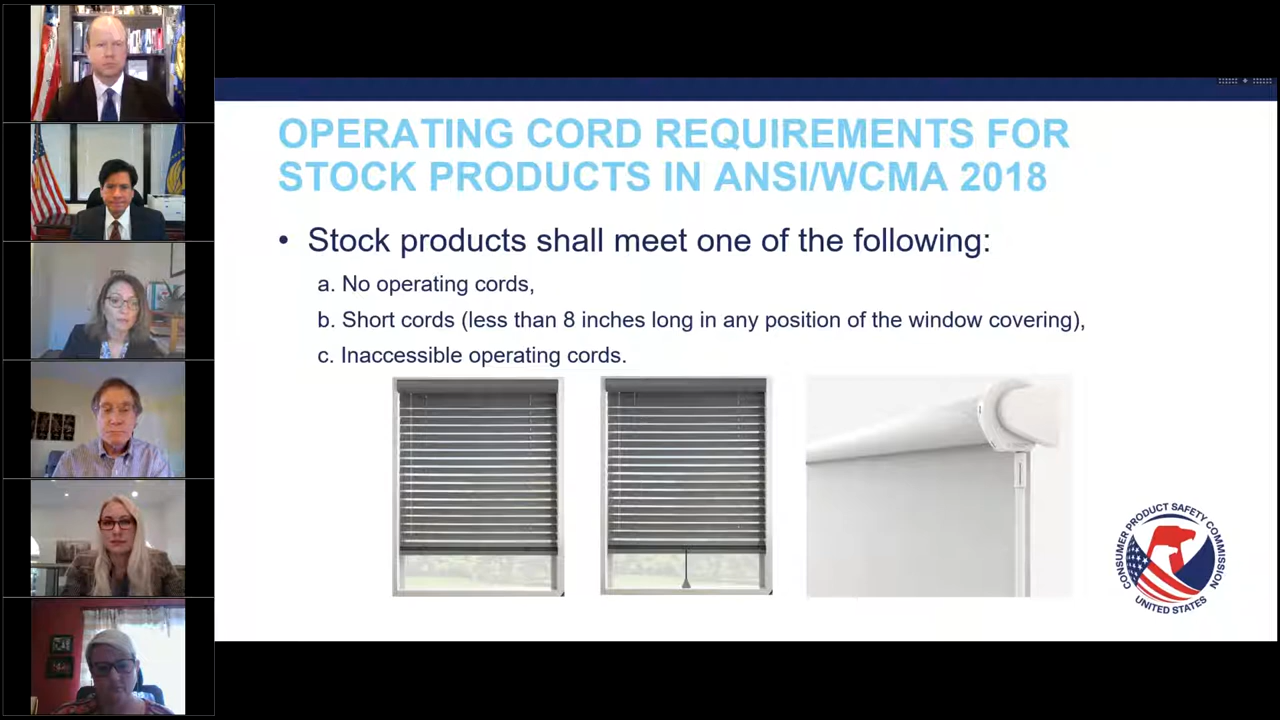 OPERATING CORD REQUIREMENTS FOR
STOCK PRODUCTS IN ANSI/WCMA 2018
• Stock products shall meet one of the following:
a. No operating cords,
b. Short cords (less than 8 inches long in any position of the window covering),
c. Inaccessible operating cords.
CONSUMER PRODUCT SAFETY COMMISSION
UNITED STATES